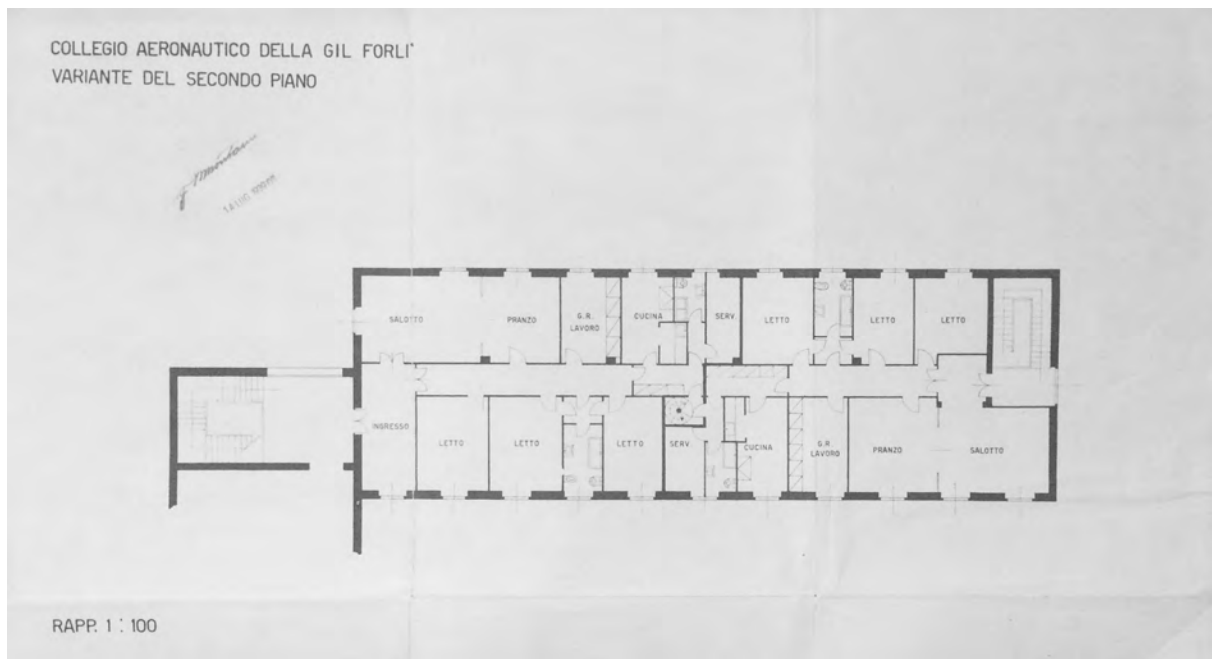 COLLEGIO AERONAUTICO DELLA GIL FORLI'
VARIANTE DEL SECONDO PIANO
SALOTTO
PRANZO
G.R.
LAVORO
CUCINA
SERV
LETTO
LETTO
LETTO
INGRESSO
LETTO
LETTO
LETTO
SERV.
CUCINA
G.R
LAVORO
PRANZO
SALOTTO
RAPP. 1 : 100